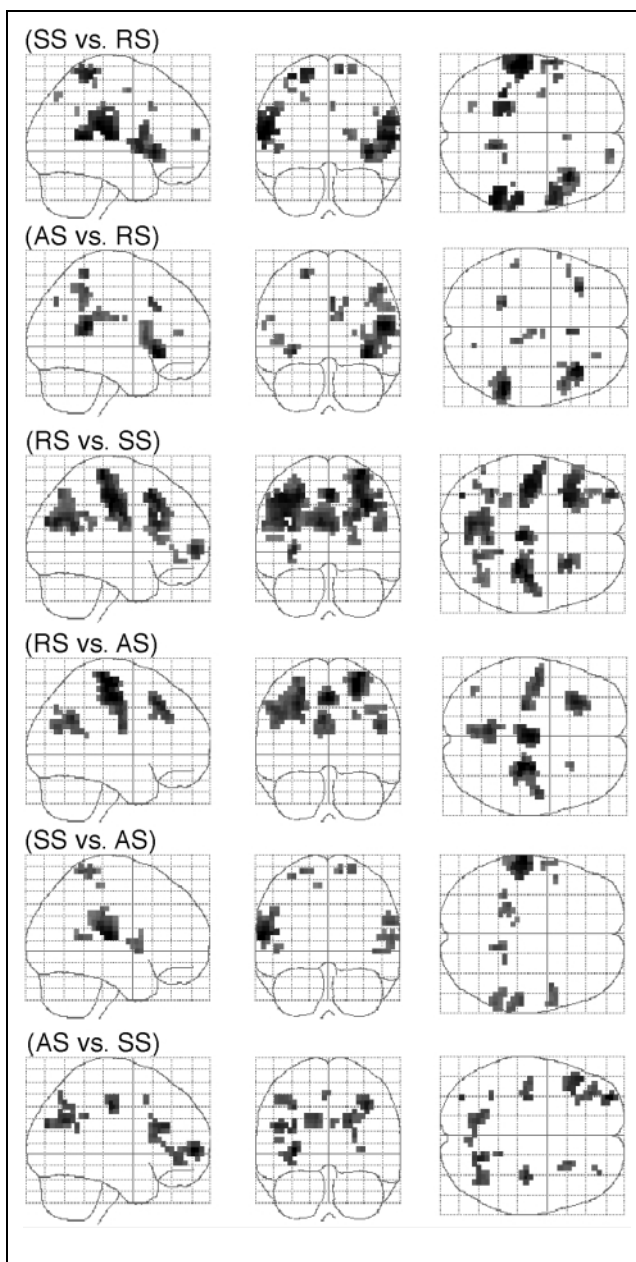 (SS vs. RS)
(AS vs. RS)
(RS vs. SS)
(RS vs. AS)
(SS vs. AS)
(AS vs. SS)